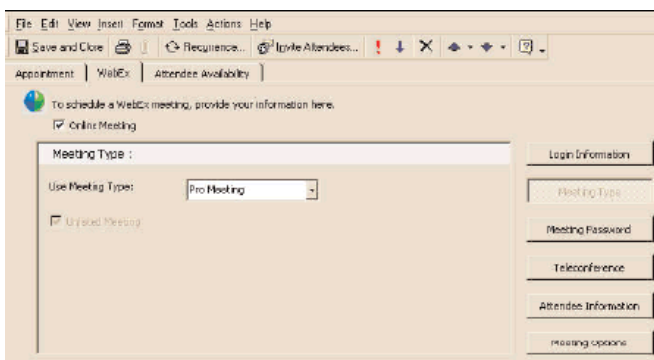 File Edit View Insert Format Tools Actions Help
Save and Close Recurrence... Invite Attendees...
Appointment WebEx Attendee Availability
To schedule a WebEx meeting, provide your information here.
Online Meeting
Meeting Type :
Login Information
Use Meeting Type: Pro Meeting
Meeting Type
Unlisted Meeting
Meeting Password
Teleconference
Attendee Information
Meeting Options